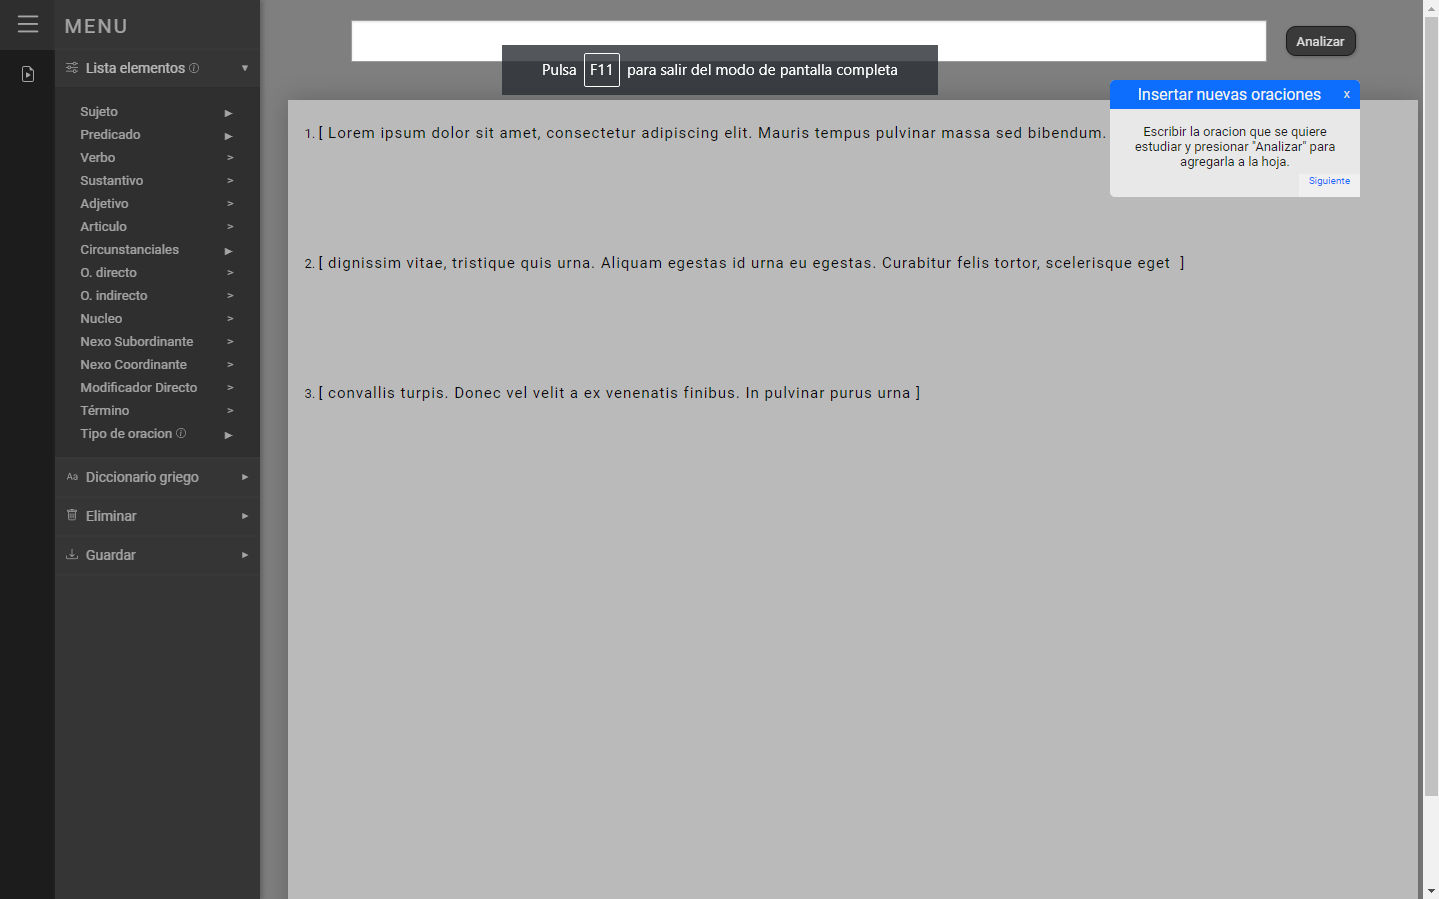 MENU
Lista elementos
Sujeto
Predicado
Verbo >
Sustantivo >
Adjetivo >
Articulo >
Circunstanciales
O. directo >
O. indirecto >
Nucleo >
Nexo Subordinante >
Nexo Coordinante >
Modificador Directo >
Término >
Tipo de oracion
Aa Diccionario griego
Eliminar
Guardar
Analizar
Pulsa F11 para salir del modo de pantalla completa
Insertar nuevas oraciones x
Escribir la oracion que se quiere
estudiar y presionar "Analizar" para
agregarla a la hoja.
Siguiente
1. [ Lorem ipsum dolor sit amet, consectetur adipiscing elit. Mauris tempus pulvinar massa sed bibendum.
2. [ dignissim vitae, tristique quis urna. Aliquam egestas id urna eu egestas. Curabitur felis tortor, scelerisque eget ]
3. [ convallis turpis. Donec vel velit a ex venenatis finibus. In pulvinar purus urna ]